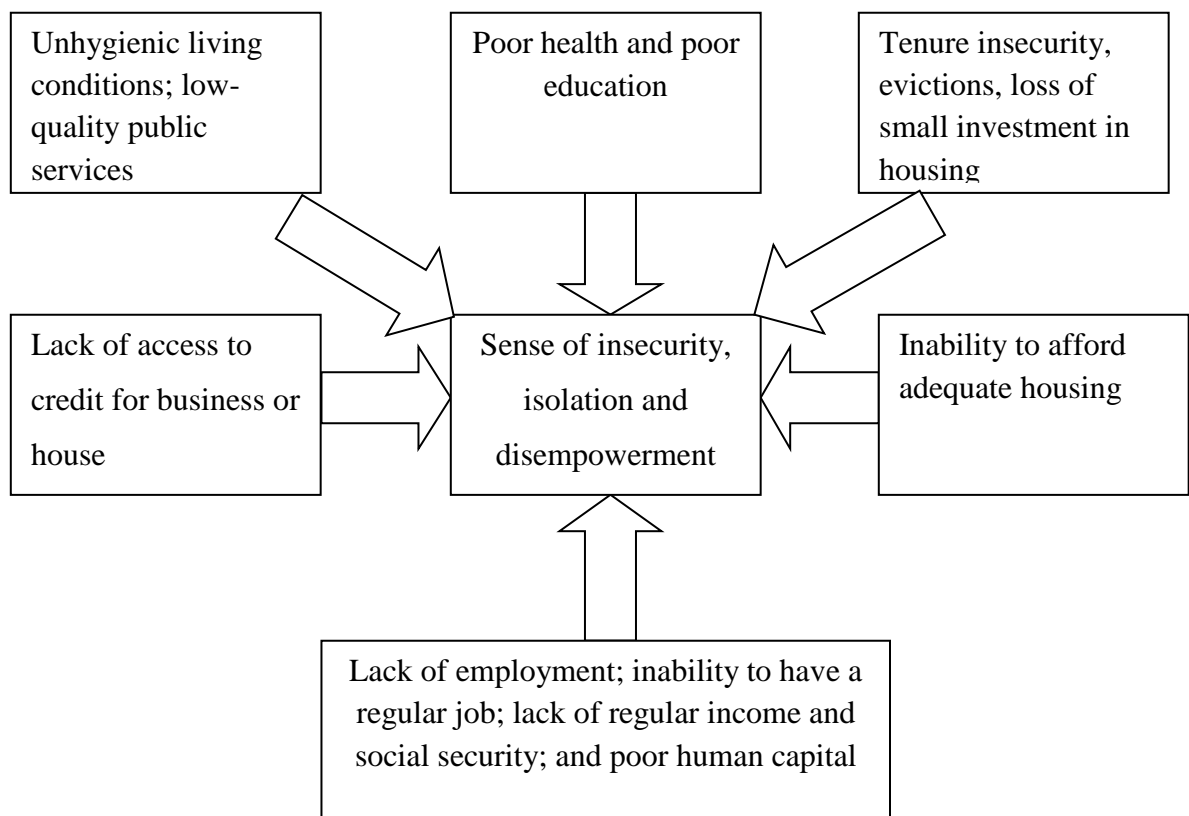 Unhygienic living
conditions; low-
quality public
services
Poor health and poor
education
Tenure insecurity,
evictions, loss of
small investment in
housing
Lack of access to
credit for business or
house
Sense of insecurity,
isolation and
disempowerment
Inability to afford
adequate housing
Lack of employment; inability to have a
regular job; lack of regular income and
social security; and poor human capital